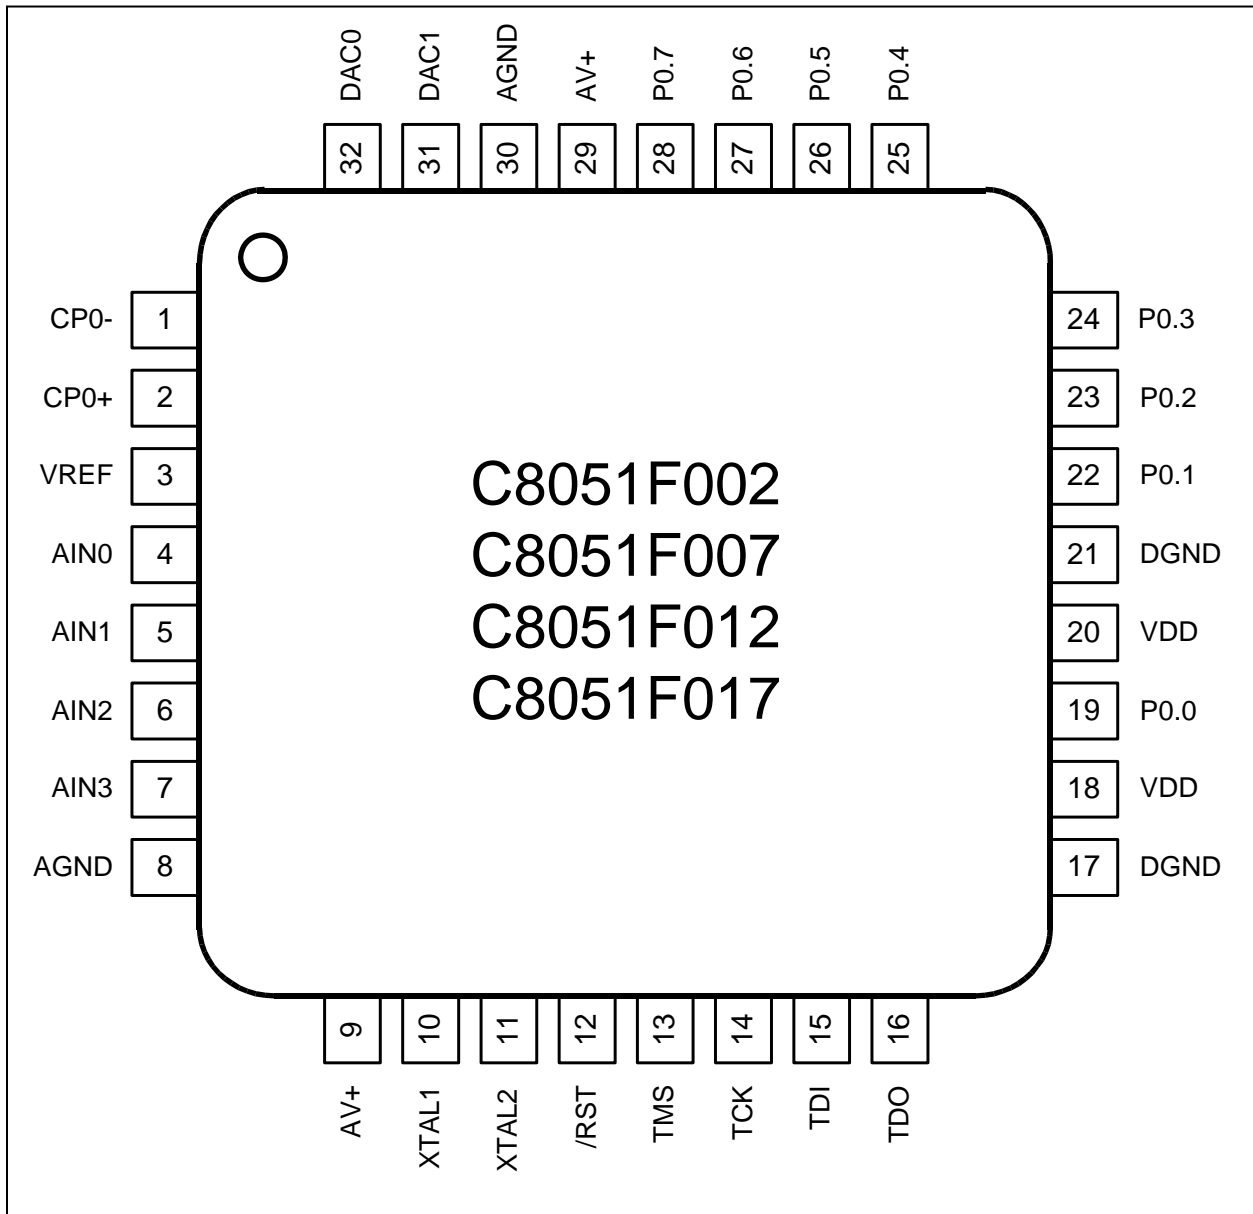 DAC0
DAC1
AGND
AV+
P0.7
P0.6
P0.5
P0.4
32
31
30
29
28
27
26
25
CP0- 1
CP0+ 2
VREF 3
AIN0 4
AIN1 5
AIN2 6
AIN3 7
AGND 8
C8051F002
C8051F007
C8051F012
C8051F017
24 P0.3
23 P0.2
22 P0.1
21 DGND
20 VDD
19 P0.0
18 VDD
17 DGND
9
10
11
12
13
14
15
16
AV+
XTAL1
XTAL2
/RST
TMS
TCK
TDI
TDO